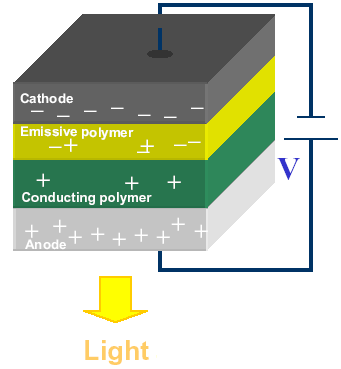 Cathode
Emissive polymer
Conducting polymer
Anode
V
Light